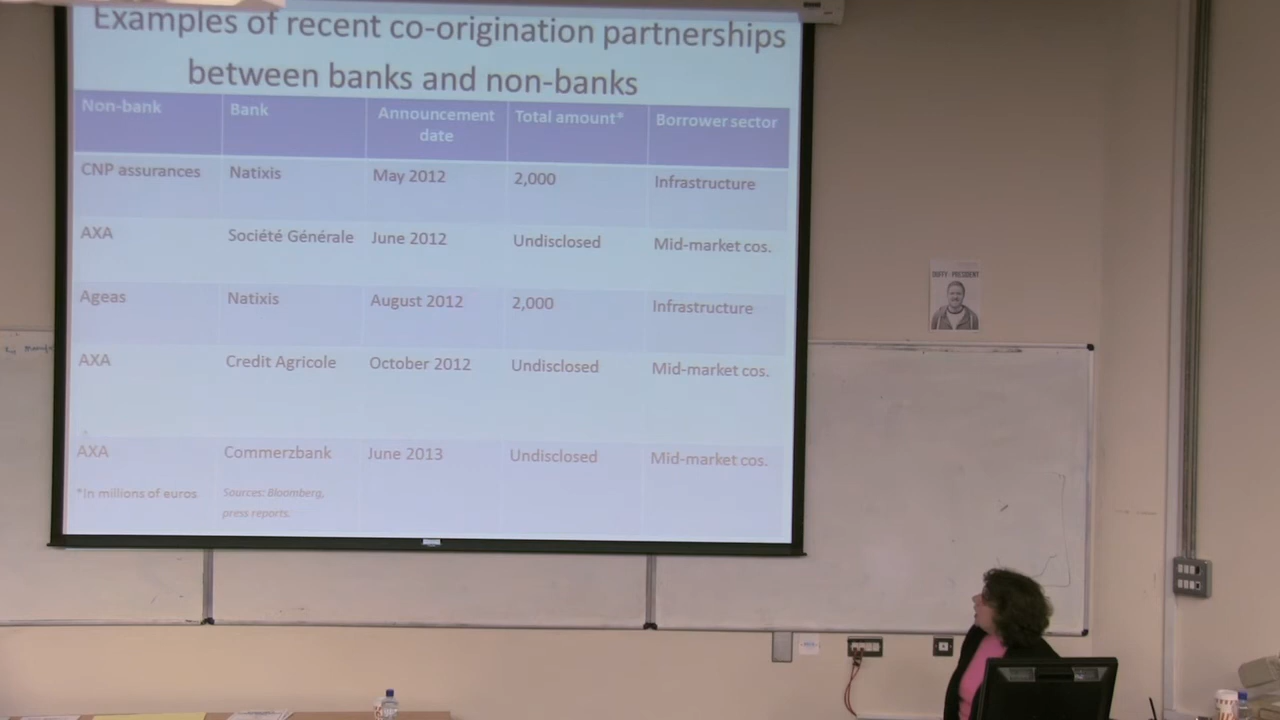 Examples of recent co-origination partnerships
between banks and non-banks
Non-bank Bank Announcement date Total amount* Borrower sector
CNP assurances Natixis May 2012 2,000 Infrastructure
AXA Société Générale June 2012 Undisclosed Mid-market cos.
Ageas Natixis August 2012 2,000 Infrastructure
AXA Credit Agricole October 2012 Undisclosed Mid-market cos.
AXA Commerzbank June 2013 Undisclosed Mid-market cos.
*In millions of euros Sources: Bloomberg,
press reports.
PRESIDENT